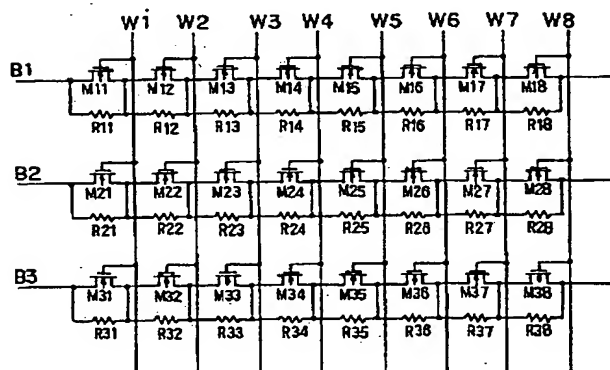 W1 W2 W3 W4 W5 W6 W7 W8
B1
M11 M12 M13 M14 M15 M16 M17 M18
R11 R12 R13 R14 R15 R16 R17 R18
B2
M21 M22 M23 M24 M25 M26 M27 M28
R21 R22 R23 R24 R25 R26 R27 R28
B3
M31 M32 M33 M34 M35 M36 M37 M38
R31 R32 R33 R34 R35 R36 R37 R38